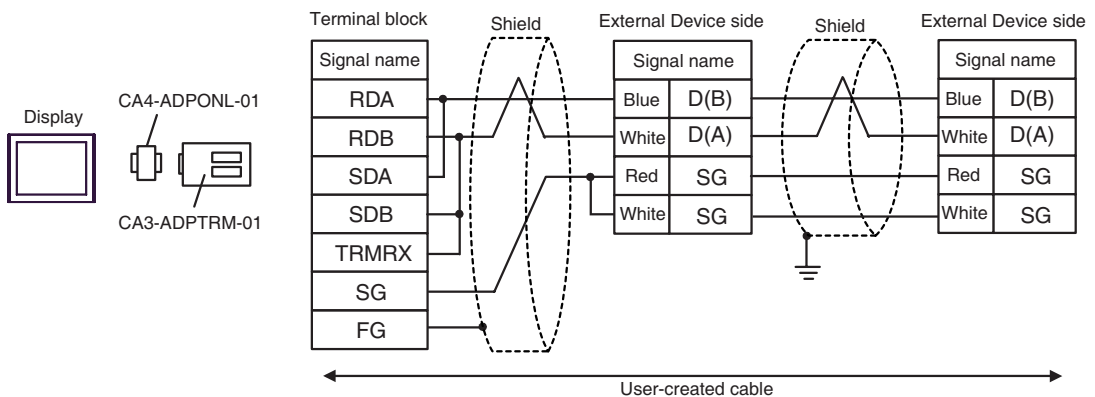 Display
CA4-ADPONL-01
CA3-ADPTRM-01
Terminal block
Signal name
RDA
RDB
SDA
SDB
TRMRX
SG
FG
Shield
External Device side
Signal name
Blue D(B)
White D(A)
Red SG
White SG
Shield
External Device side
Signal name
Blue D(B)
White D(A)
Red SG
White SG
User-created cable